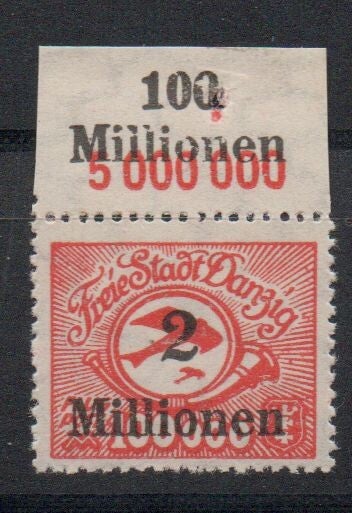 100
Millionen
5 000 000
Freie Stadt Danzig
2
Millionen